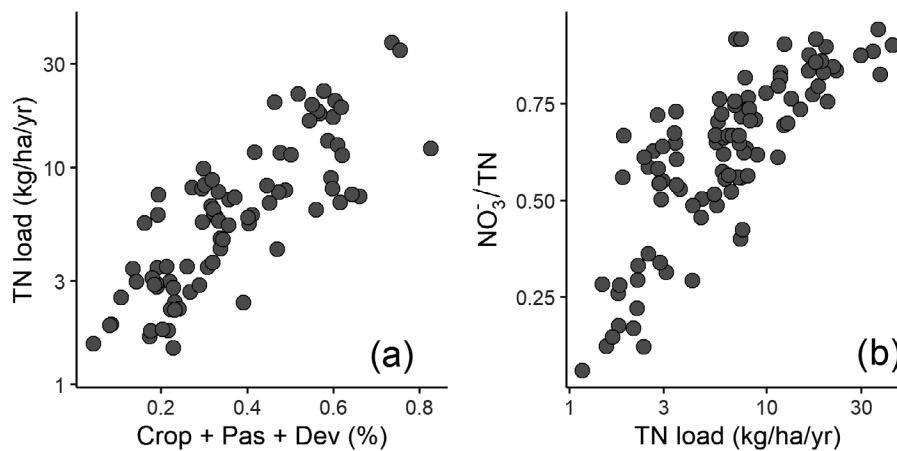 TN load (kg/ha/yr)
30
10
3
1
0.2 0.4 0.6 0.8
Crop + Pas + Dev (%)
(a)
NO₃⁻/TN
0.75
0.50
0.25
1 3 10 30
TN load (kg/ha/yr)
(b)